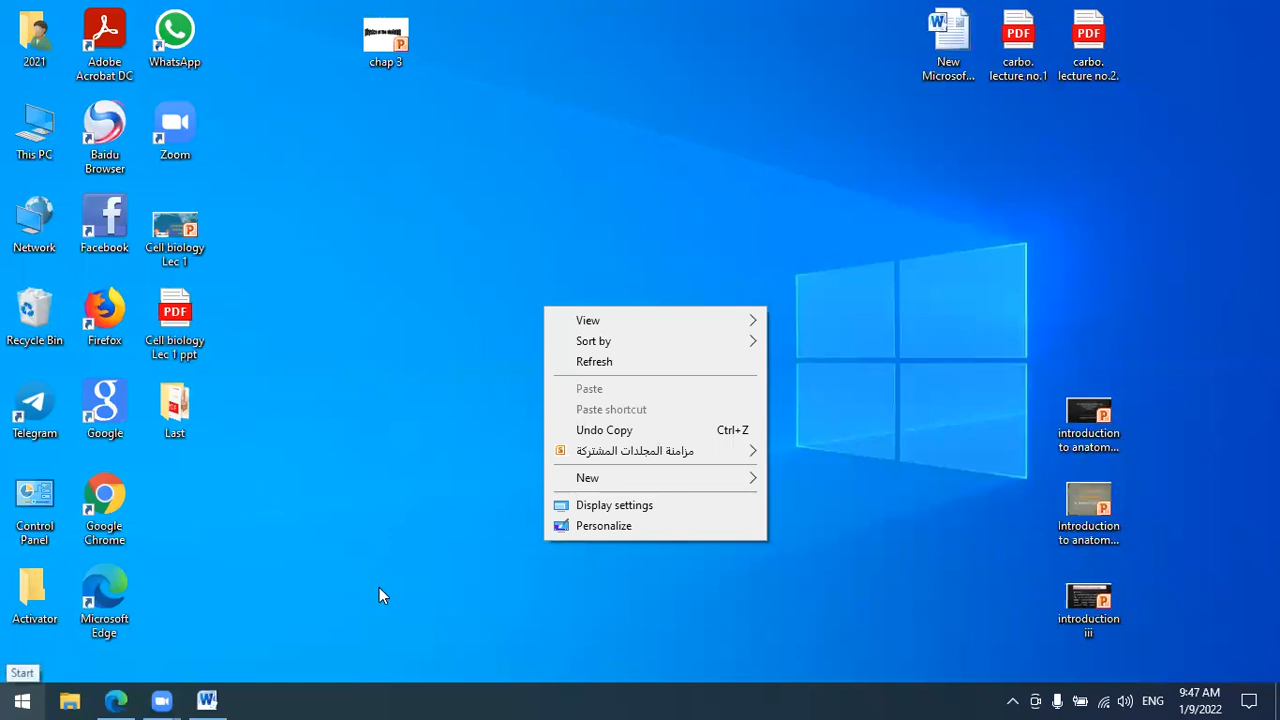 2021
Adobe
Acrobat DC
WhatsApp
chap 3
New
Microsof...
carbo.
lecture no.1
carbo.
lecture no.2.
This PC
Baidu
Browser
Zoom
Network
Facebook
Cell biology
Lec 1
Recycle Bin
Firefox
Cell biology
Lec 1 ppt
Telegram
Google
Last
Control
Panel
Google
Chrome
Activator
Microsoft
Edge
View
Sort by
Refresh
Paste
Paste shortcut
Undo Copy Ctrl+Z
مزامنة المجلدات المشتركة
New
Display settings
Personalize
introduction
to anatom...
Introduction
to anatom...
introduction
iii
PDF
PDF
PDF
Start
ENG
9:47 AM
1/9/2022